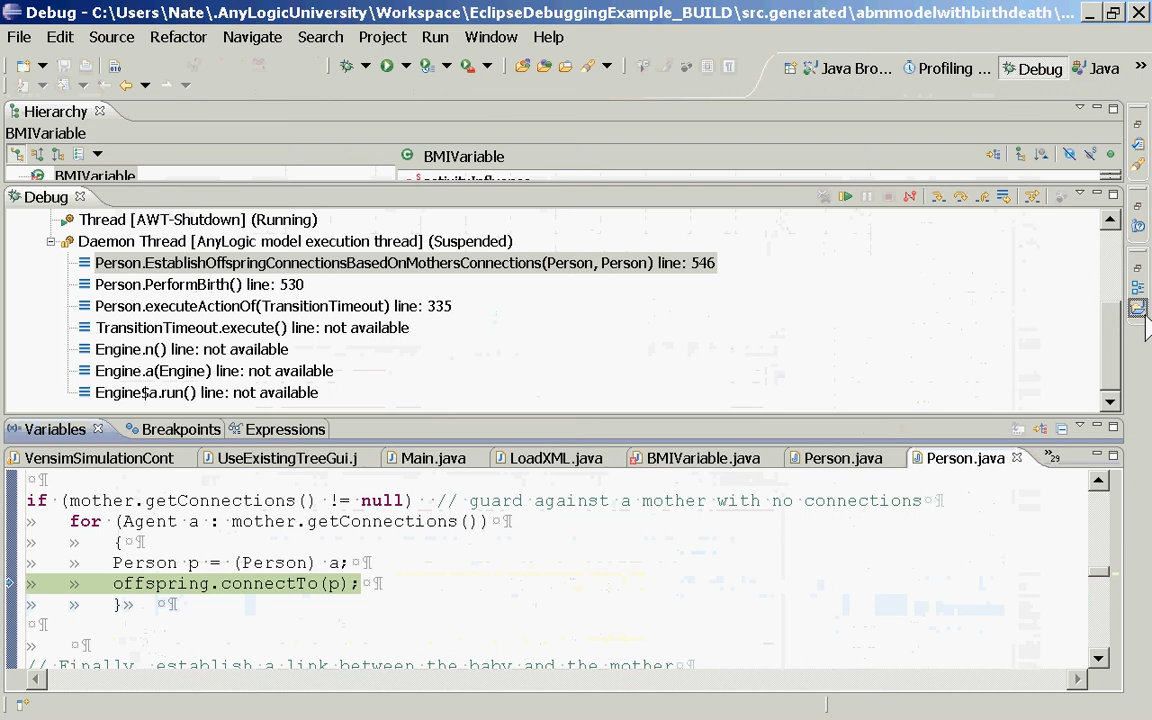 Debug - C:\Users\Nate\.AnyLogicUniversity\Workspace\EclipseDebuggingExample_BUILD\src.generated\abmmodelwithbirthdeath\...
File Edit Source Refactor Navigate Search Project Run Window Help
Java Bro... Profiling ... Debug Java »
Hierarchy
BMIVariable
BMIVariable
BMIVariable
Debug
Thread [AWT-Shutdown] (Running)
Daemon Thread [AnyLogic model execution thread] (Suspended)
Person.EstablishOffspringConnectionsBasedOnMothersConnections(Person, Person) line: 546
Person.PerformBirth() line: 530
Person.executeActionOf(TransitionTimeout) line: 335
TransitionTimeout.execute() line: not available
Engine.n() line: not available
Engine.a(Engine) line: not available
Engine$a.run() line: not available
Variables Breakpoints Expressions
VensimSimulationCont UseExistingTreeGui.j Main.java LoadXML.java BMIVariable.java Person.java Person.java »29
¤¶
if·(mother.getConnections()·!=·null)··//·guard·against·a·mother·with·no·connections¤¶
» for·(Agent·a·:·mother.getConnections())¤¶
» » {¤¶
» » Person·p·=·(Person)·a;¤¶
» » offspring.connectTo(p);¤¶
» » }» ¤¶
¤¶
» ¤¶
//·Finally,·establish·a·link·between·the·baby·and·the·mother¤¶